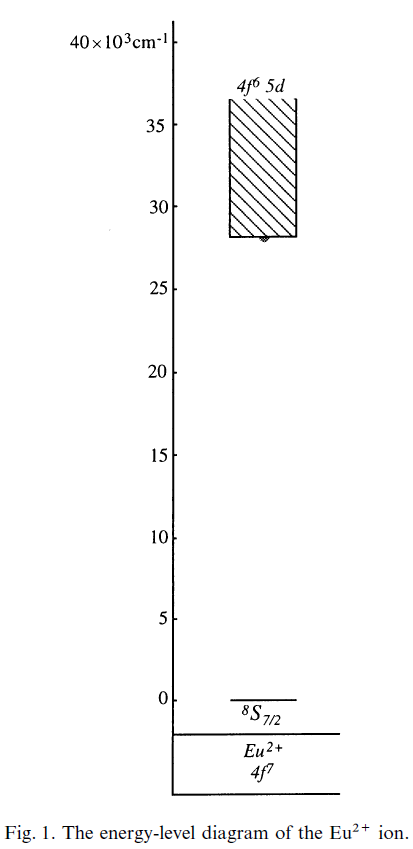 40×10³cm⁻¹
4f⁶ 5d
35
30
25
20
15
10
5
0
⁸S₇/₂
Eu²⁺
4f⁷
Fig. 1. The energy-level diagram of the Eu²⁺ ion.